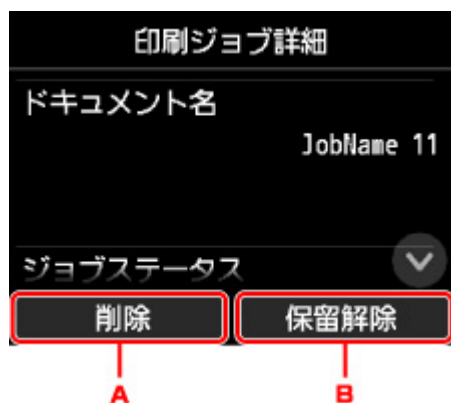 印刷ジョブ詳細
ドキュメント名
JobName 11
ジョブステータス
削除 保留解除
A B